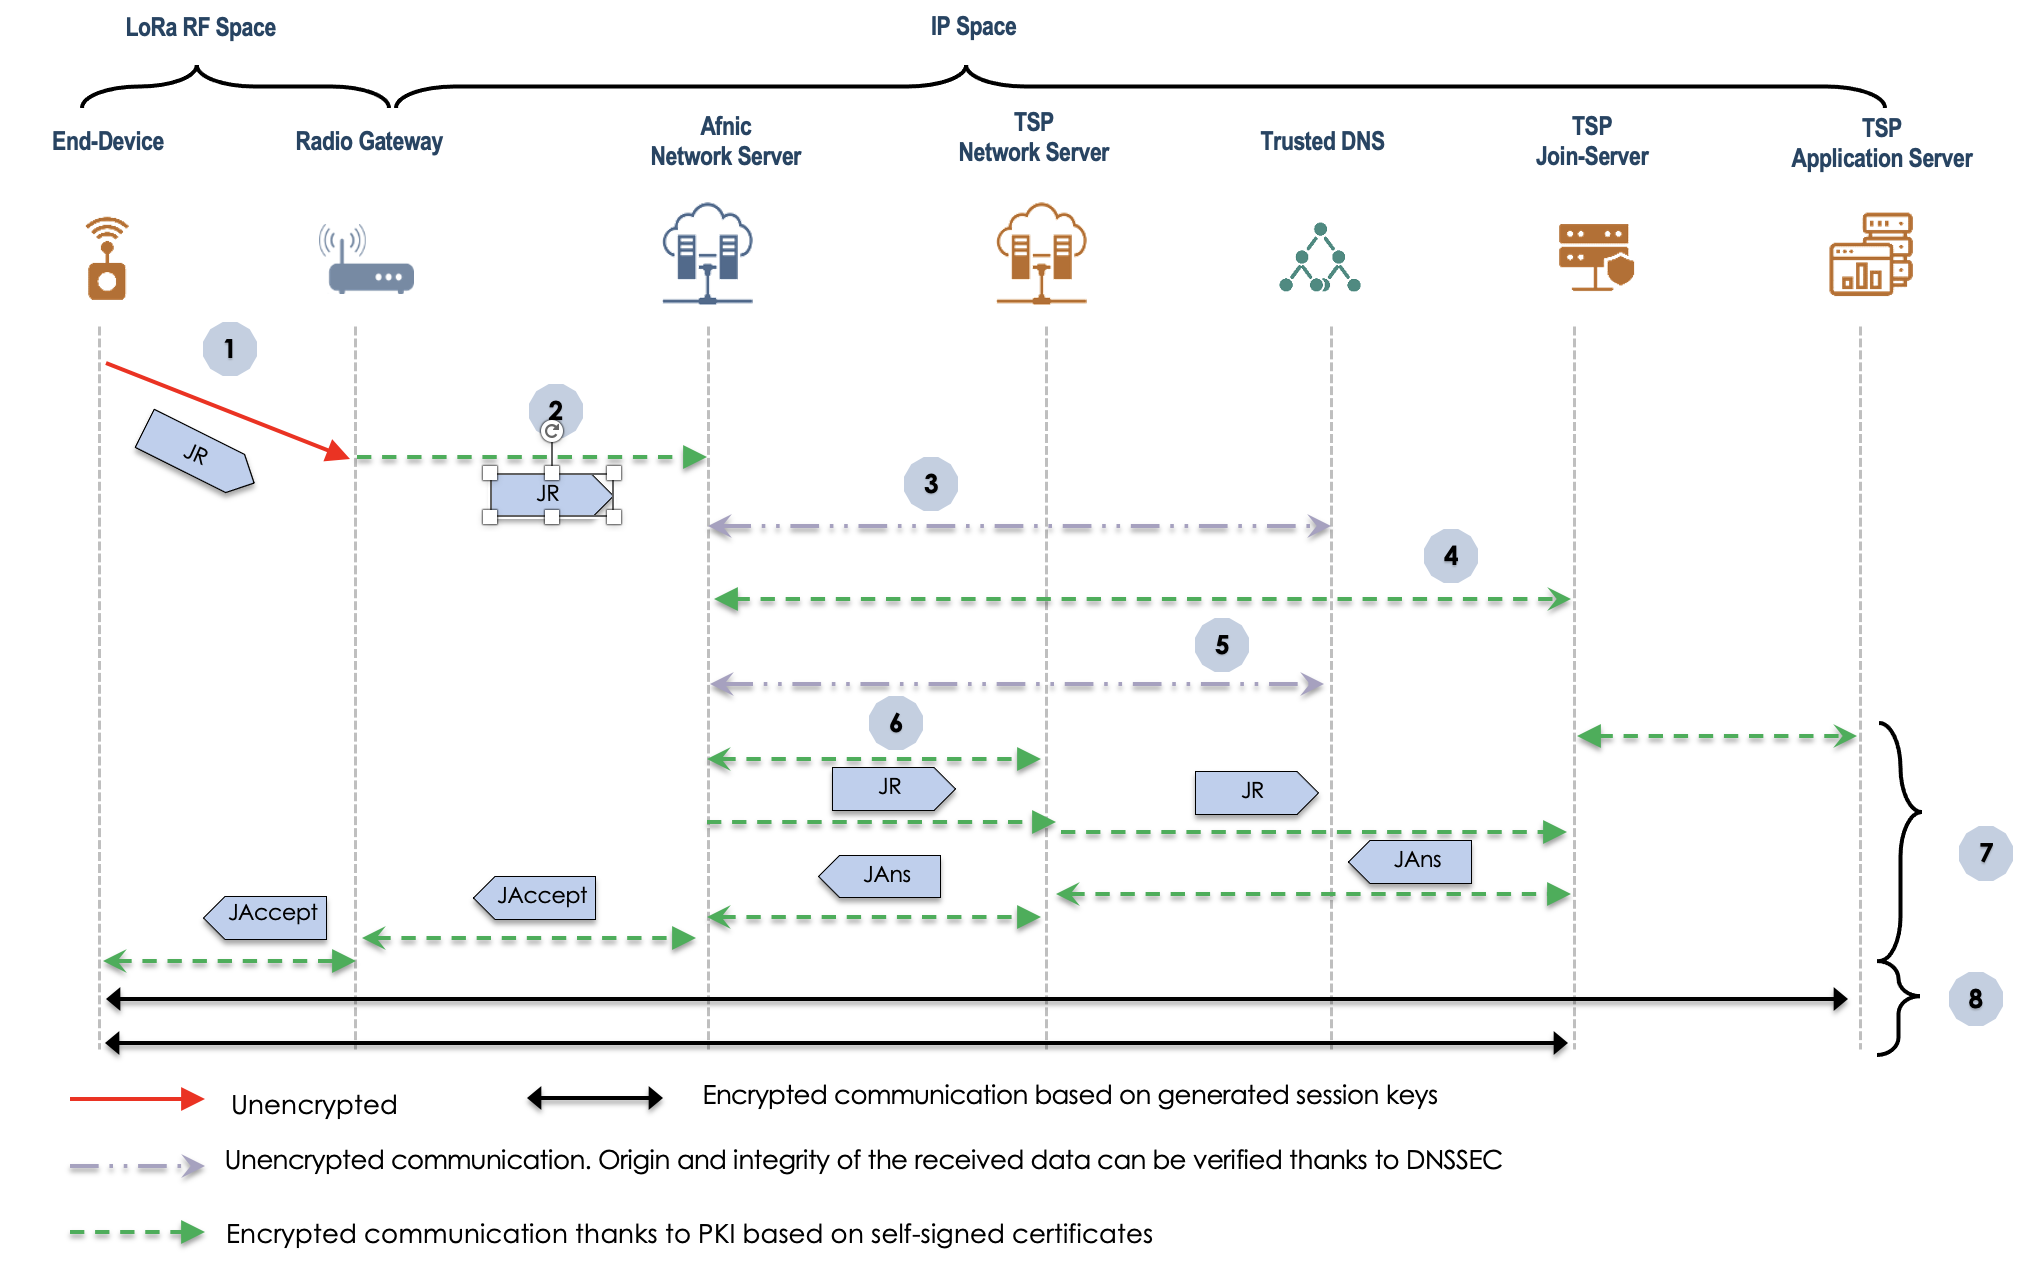 LoRa RF Space
IP Space
End-Device
Radio Gateway
Afnic
Network Server
TSP
Network Server
Trusted DNS
TSP
Join-Server
TSP
Application Server
1
JR
2
JR
3
4
5
6
JR
JR
JAns
JAns
JAccept
JAccept
7
8
Unencrypted
Encrypted communication based on generated session keys
Unencrypted communication. Origin and integrity of the received data can be verified thanks to DNSSEC
Encrypted communication thanks to PKI based on self-signed certificates